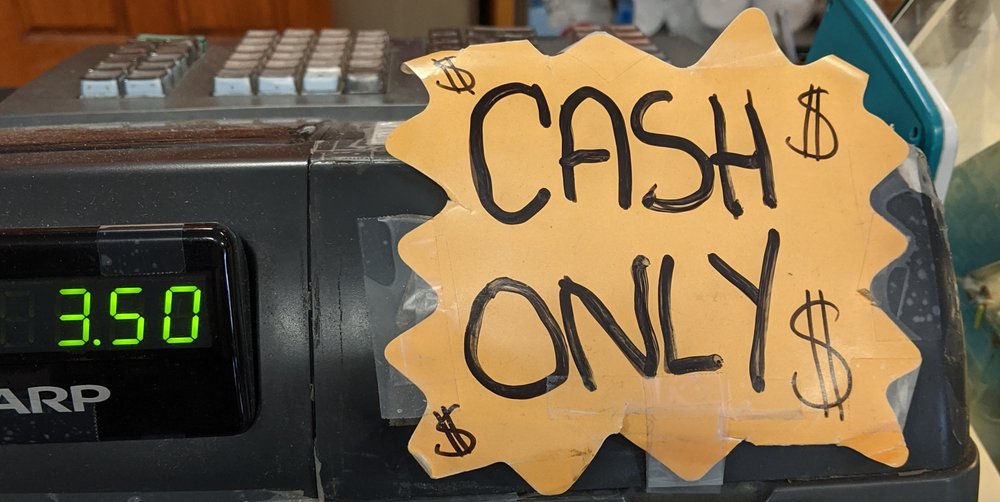 $ CASH $
ONLY $
$
3.50
ARP